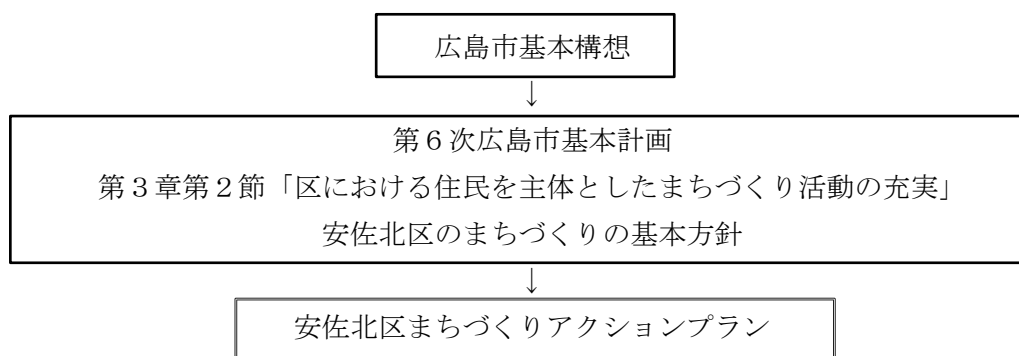 広島市基本構想
↓
第６次広島市基本計画
第３章第２節「区における住民を主体としたまちづくり活動の充実」
安佐北区のまちづくりの基本方針
↓
安佐北区まちづくりアクションプラン